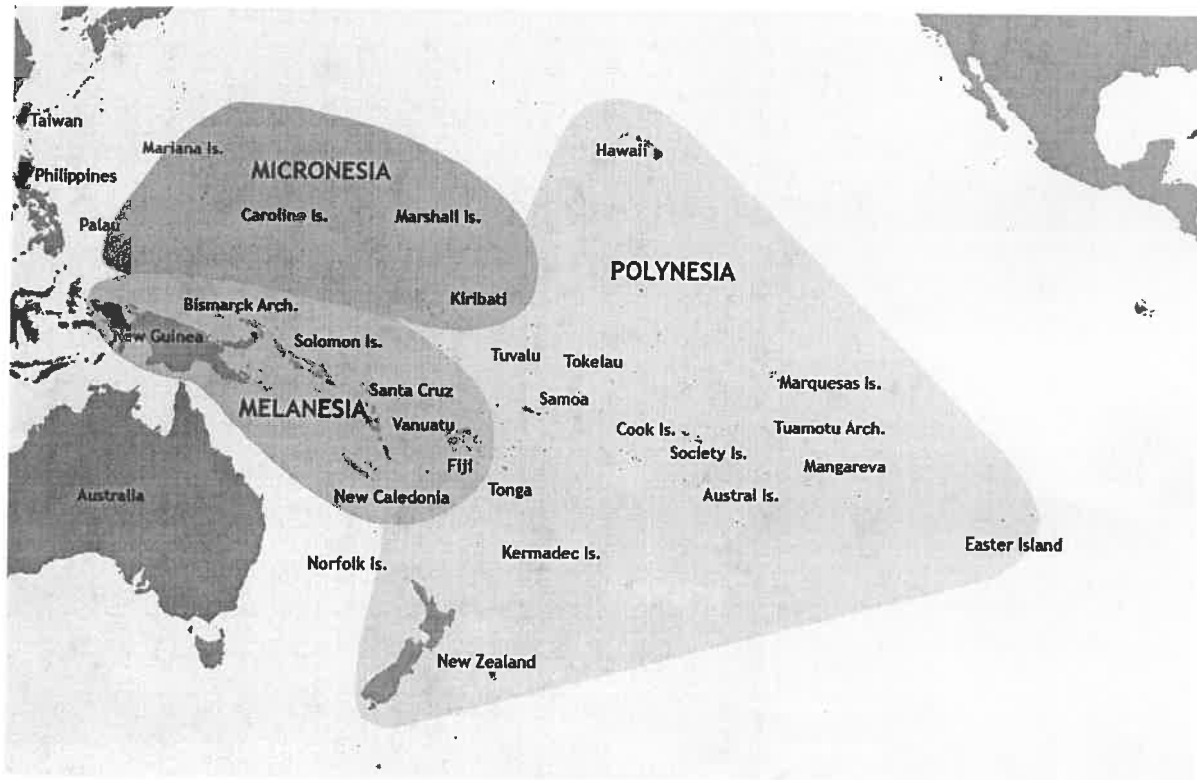 Taiwan
Hawaii
Mariana Is.
MICRONESIA
Philippines
Caroline Is.
Marshall Is.
Palau
POLYNESIA
Kiribati
Bismarck Arch.
New Guinea
Solomon Is.
Tuvalu
Tokelau
Marquesas Is.
Santa Cruz
Samoa
MELANESIA
Vanuatu
Cook Is.
Tuamotu Arch.
Society Is.
Fiji
Mangareva
Australia
New Caledonia
Tonga
Austral Is.
Kermadec Is.
Easter Island
Norfolk Is.
New Zealand